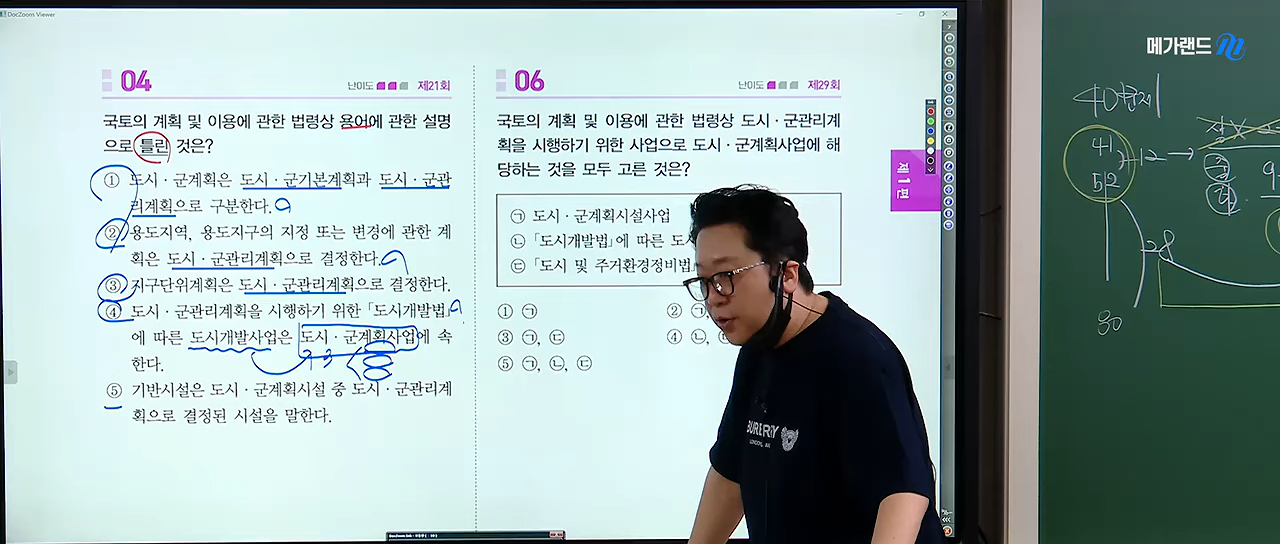 DocZoom Viewer
메가랜드
04
난이도
제21회
국토의 계획 및 이용에 관한 법령상 용어에 관한 설명
으로 틀린 것은?
① 도시·군계획은 도시·군기본계획과 도시·군관
리계획으로 구분한다.
② 용도지역, 용도지구의 지정 또는 변경에 관한 계
획은 도시·군관리계획으로 결정한다.
③ 지구단위계획은 도시·군관리계획으로 결정한다.
④ 도시·군관리계획을 시행하기 위한 「도시개발법」
에 따른 도시개발사업은 도시·군계획사업에 속
한다.
⑤ 기반시설은 도시·군계획시설 중 도시·군관리계
획으로 결정된 시설을 말한다.
06
난이도
제29회
국토의 계획 및 이용에 관한 법령상 도시·군관리계
획을 시행하기 위한 사업으로 도시·군계획사업에 해
당하는 것을 모두 고른 것은?
㉠ 도시·군계획시설사업
㉡ 「도시개발법」에 따른 도시
㉢ 「도시 및 주거환경정비법」
① ㉠
② ㉠
③ ㉠, ㉢
④ ㉡,
⑤ ㉠, ㉡, ㉢
제1편
40문제
41
52
12
28
30
BURERRY
LONDON,